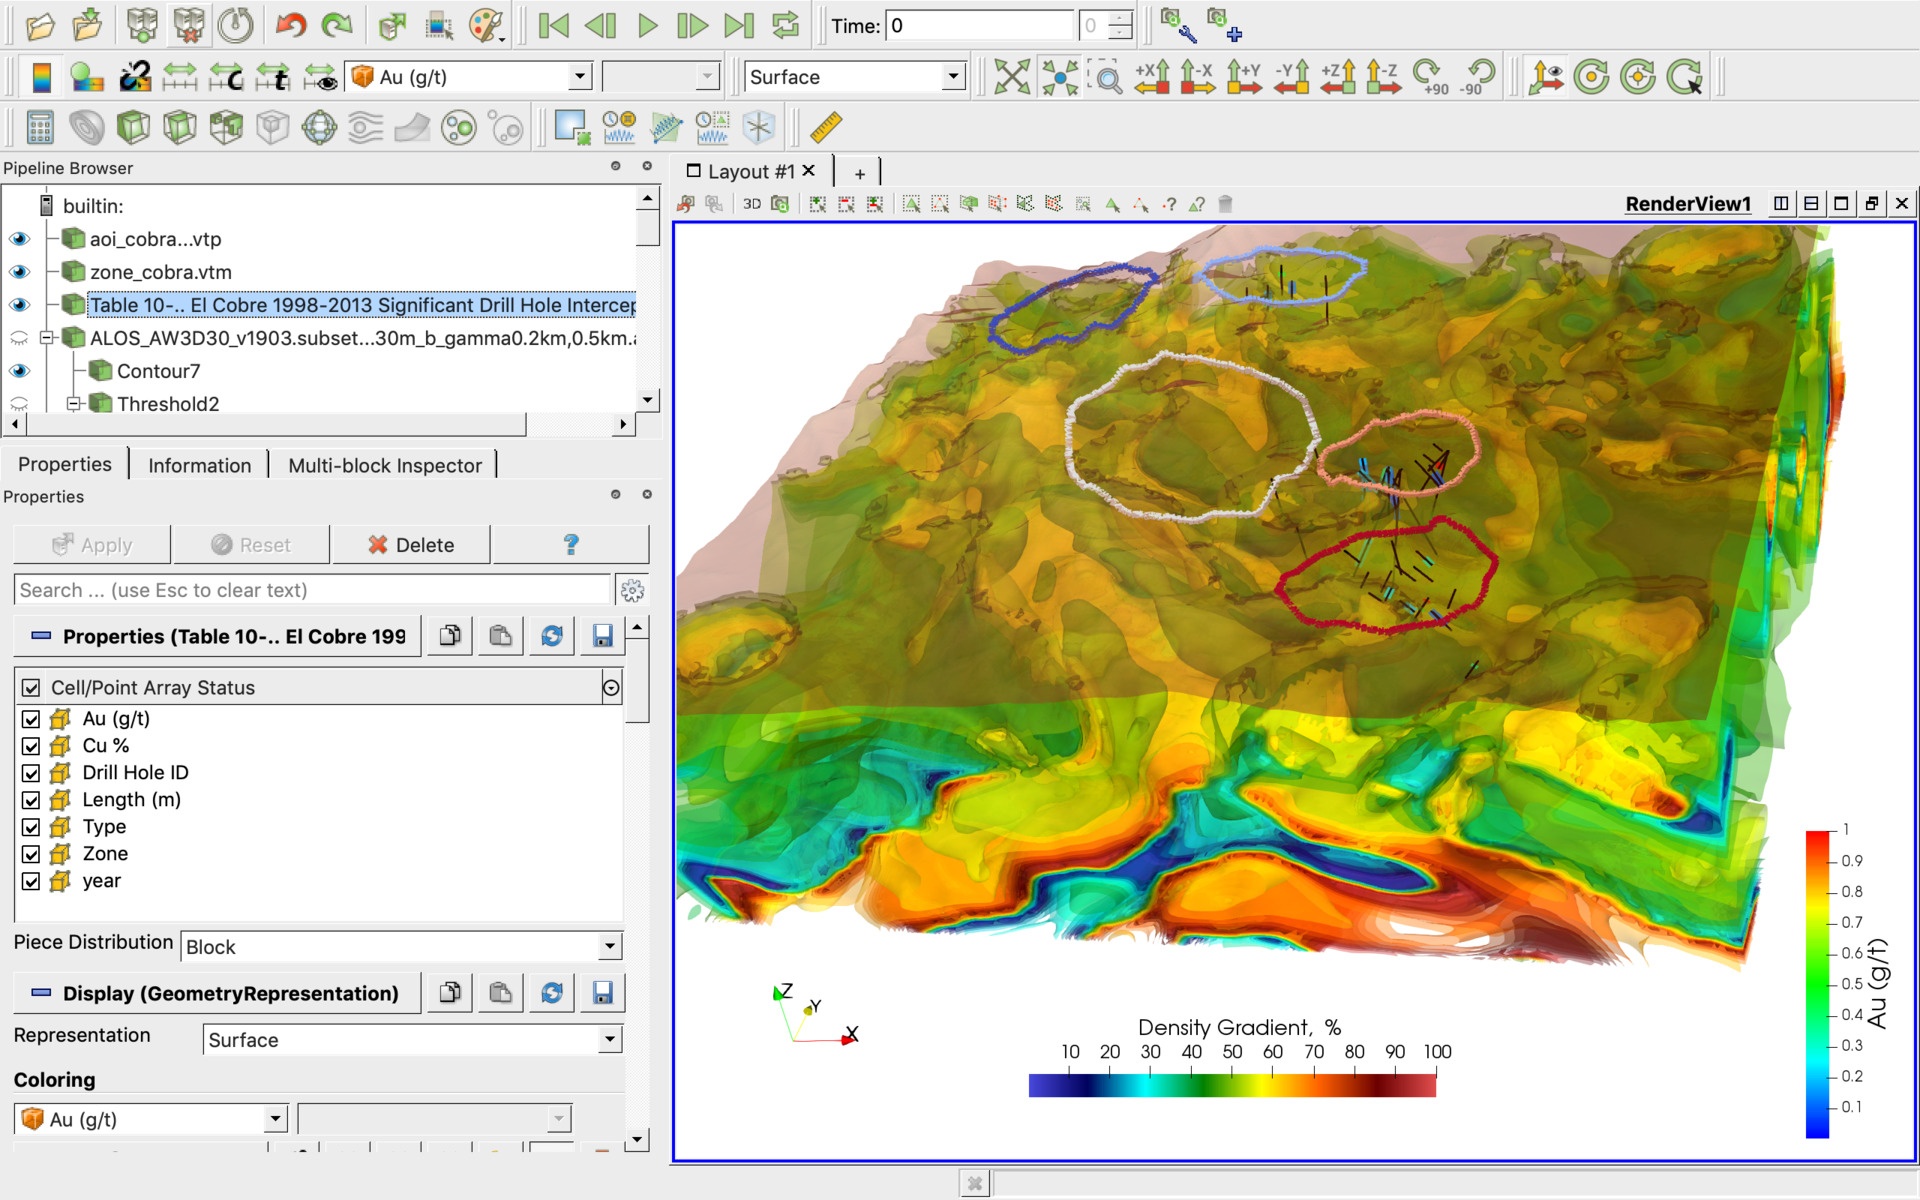 Time: 0 0
Au (g/t) Surface +X -X +Y -Y +Z -Z +90 -90
C t
Pipeline Browser
Layout #1 +
builtin:
3D ? ? RenderView1
aoi_cobra...vtp
zone_cobra.vtm
Table 10-.. El Cobre 1998-2013 Significant Drill Hole Intercep
ALOS_AW3D30_v1903.subset...30m_b_gamma0.2km,0.5km.
Contour7
Threshold2
Properties Information Multi-block Inspector
Properties
Apply Reset Delete ?
Search ... (use Esc to clear text)
Properties (Table 10-.. El Cobre 199
Cell/Point Array Status
Au (g/t)
Cu %
Drill Hole ID
Length (m)
Type
Zone
year
Piece Distribution Block
Display (GeometryRepresentation)
Representation Surface
Coloring
Au (g/t)
Z
Y
X
Density Gradient, %
10 20 30 40 50 60 70 80 90 100
1
0.9
0.8
0.7
0.6
0.5
0.4
0.3
0.2
0.1
Au (g/t)